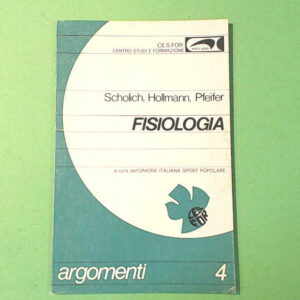 CE.S.FOR
CENTRO STUDI E FORMAZIONE
Scholich, Hollmann, Pfeifer
FISIOLOGIA
a cura dell'UNIONE ITALIANA SPORT POPOLARE
argomenti 4